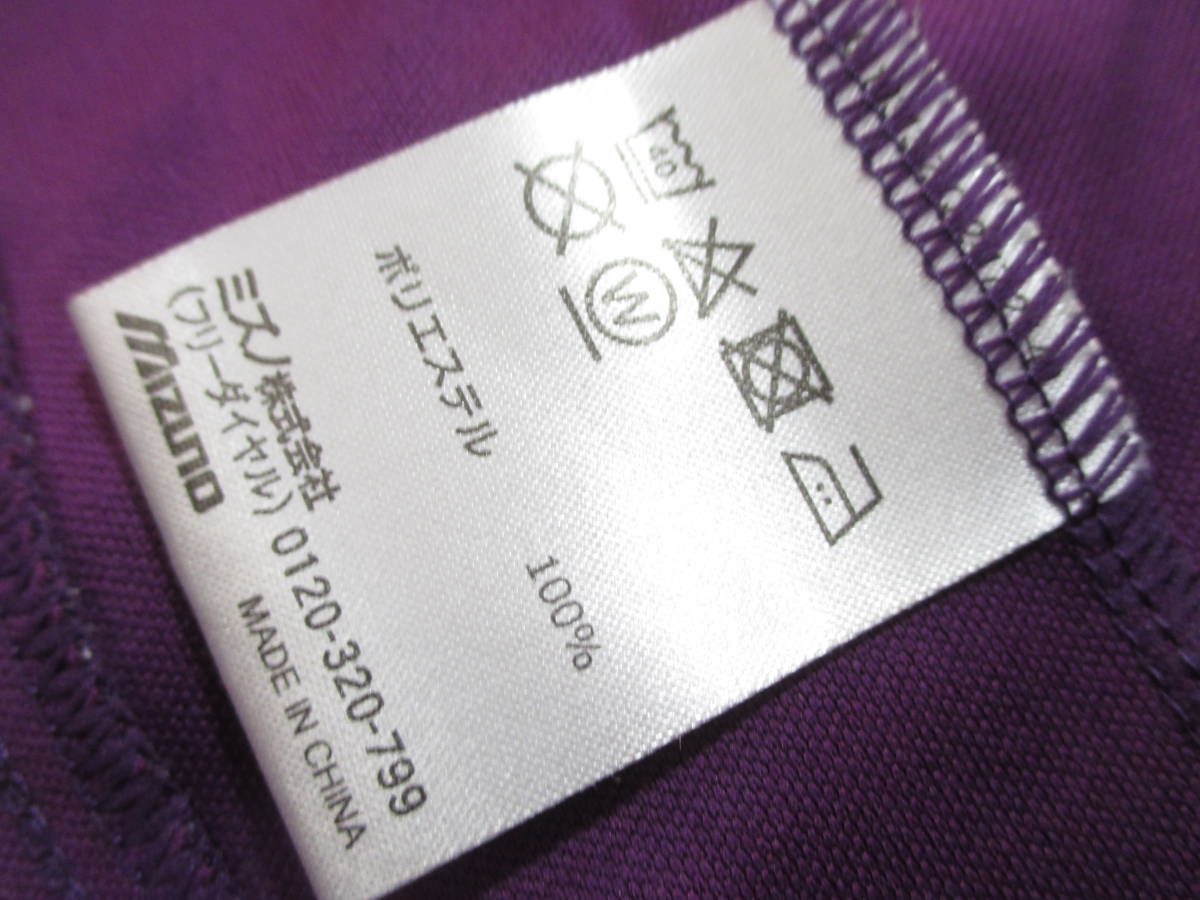 40
W
ポリエステル 100%
ミズノ株式会社
(フリーダイヤル) 0120-320-799
MIZUNO MADE IN CHINA